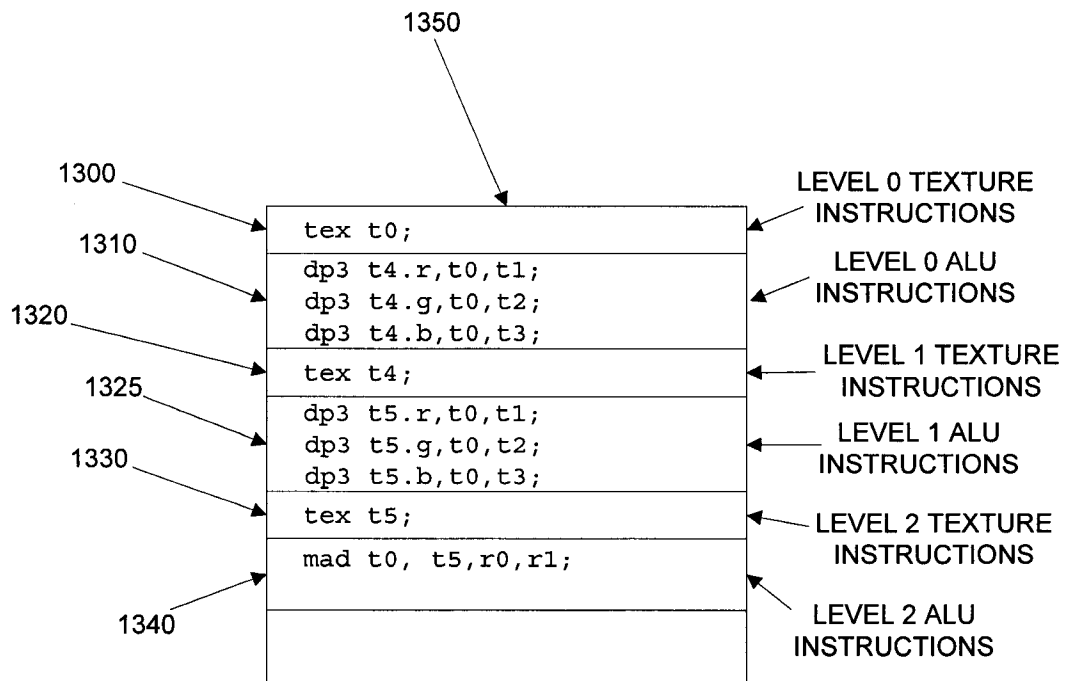 1350
1300
LEVEL 0 TEXTURE
INSTRUCTIONS
tex t0;
1310
LEVEL 0 ALU
INSTRUCTIONS
dp3 t4.r,t0,t1;
dp3 t4.g,t0,t2;
dp3 t4.b,t0,t3;
1320
LEVEL 1 TEXTURE
INSTRUCTIONS
tex t4;
1325
LEVEL 1 ALU
INSTRUCTIONS
dp3 t5.r,t0,t1;
dp3 t5.g,t0,t2;
dp3 t5.b,t0,t3;
1330
LEVEL 2 TEXTURE
INSTRUCTIONS
tex t5;
mad t0, t5,r0,r1;
1340
LEVEL 2 ALU
INSTRUCTIONS